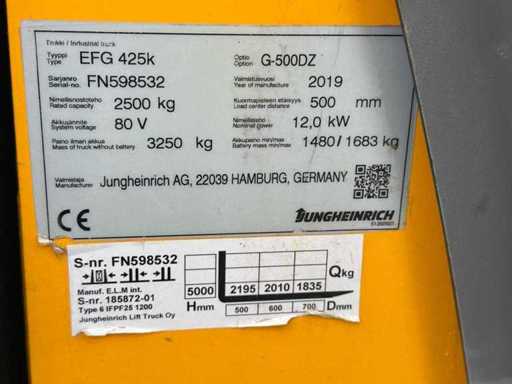 Trukki / Industrial truck
Tyyppi EFG 425k Optio G-500DZ
Type Option
Sarjanro FN598532 Valmistusvuosi 2019
Serial-no. Year of manufacture
Nimellisnostoteho 2500 kg Kuormapisteen etäisyys 500 mm
Rated capacity Load center distance
Akkujännite 80 V Nimellisteho 12,0 kW
System voltage Nominal power
Paino ilman akkua 3250 kg Akkupaino min/max 1480/1683 kg
Mass of truck without battery Battery mass min/max
Valmistaja Jungheinrich AG, 22039 HAMBURG, GERMANY
Manufacturer
CE JUNGHEINRICH
S-nr. FN598532
Manuf. E.L.M int.
S-nr. 185872-01
Type 6 IFPF25 1200
Jungheinrich Lift Truck Oy
Qkg
5000 2195 2010 1835
Hmm 500 600 700 Dmm